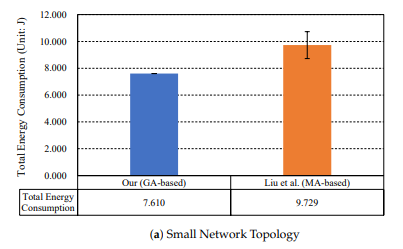 Total Energy Consumption (Unit: J)
12.000
10.000
8.000
6.000
4.000
2.000
0.000
Our (GA-based) Liu et al. (MA-based)
Total Energy
Consumption 7.610 9.729
(a) Small Network Topology